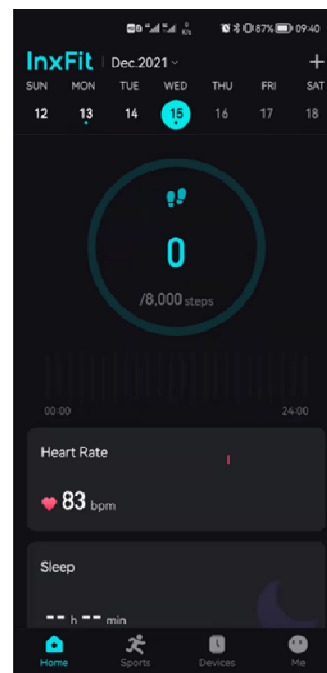 87% 09:40
InxFit Dec.2021
SUN MON TUE WED THU FRI SAT
12 13 14 15 16 17 18
0
/8,000 steps
00:00 24:00
Heart Rate
83 bpm
Sleep
-- h -- min
Home Sports Devices Me